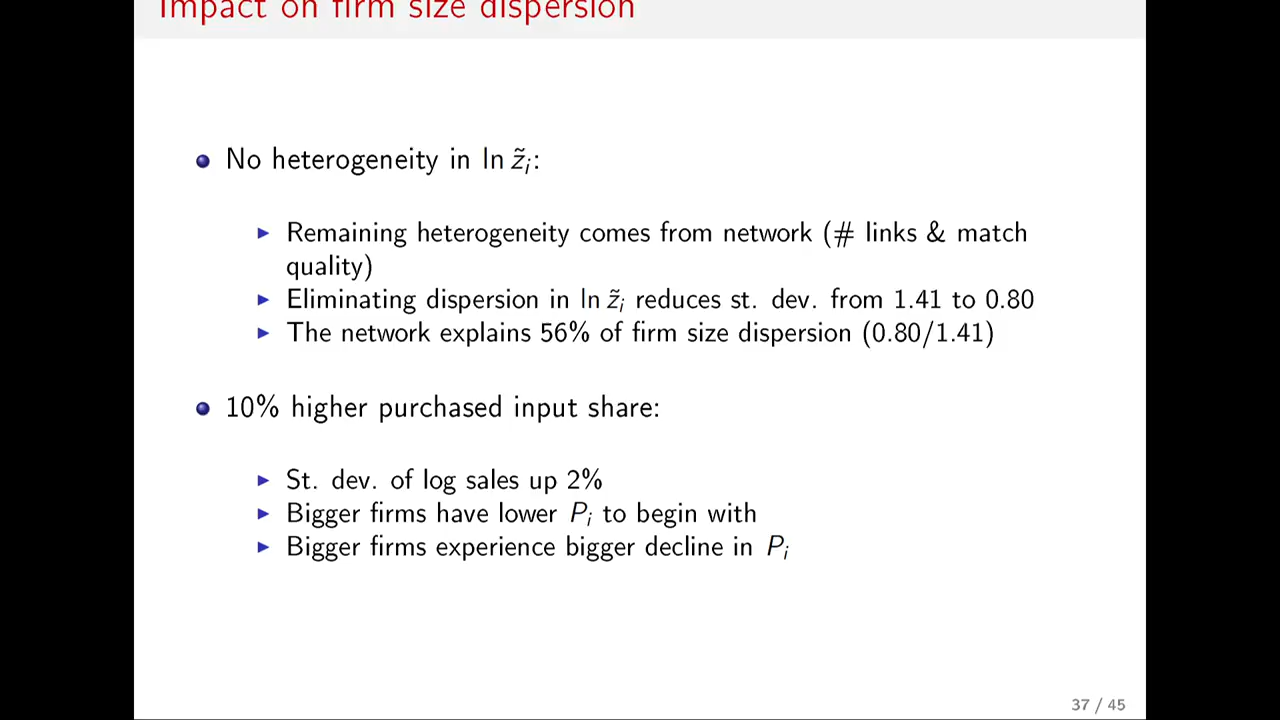 Impact on firm size dispersion
No heterogeneity in ln z̃ᵢ:
Remaining heterogeneity comes from network (# links & match
quality)
Eliminating dispersion in ln z̃ᵢ reduces st. dev. from 1.41 to 0.80
The network explains 56% of firm size dispersion (0.80/1.41)
10% higher purchased input share:
St. dev. of log sales up 2%
Bigger firms have lower Pᵢ to begin with
Bigger firms experience bigger decline in Pᵢ
37 / 45